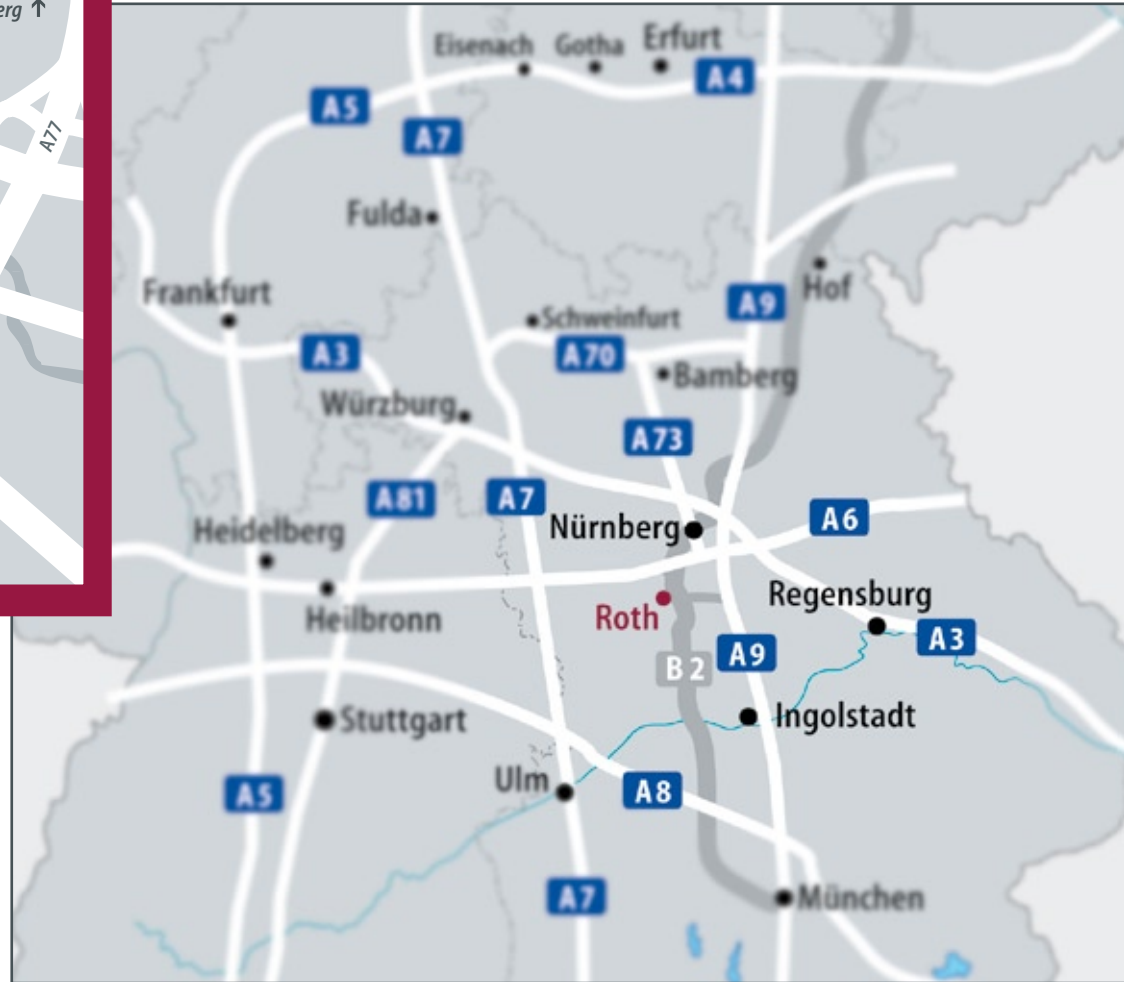 erg ↑
A77
Eisenach
Gotha
Erfurt
A4
A5
A7
Fulda
Frankfurt
Hof
A9
Schweinfurt
A3
A70
Bamberg
Würzburg
A73
A81
A7
A6
Nürnberg
Heidelberg
Regensburg
Roth
Heilbronn
A3
A9
B 2
Stuttgart
Ingolstadt
Ulm
A8
A5
A7
München